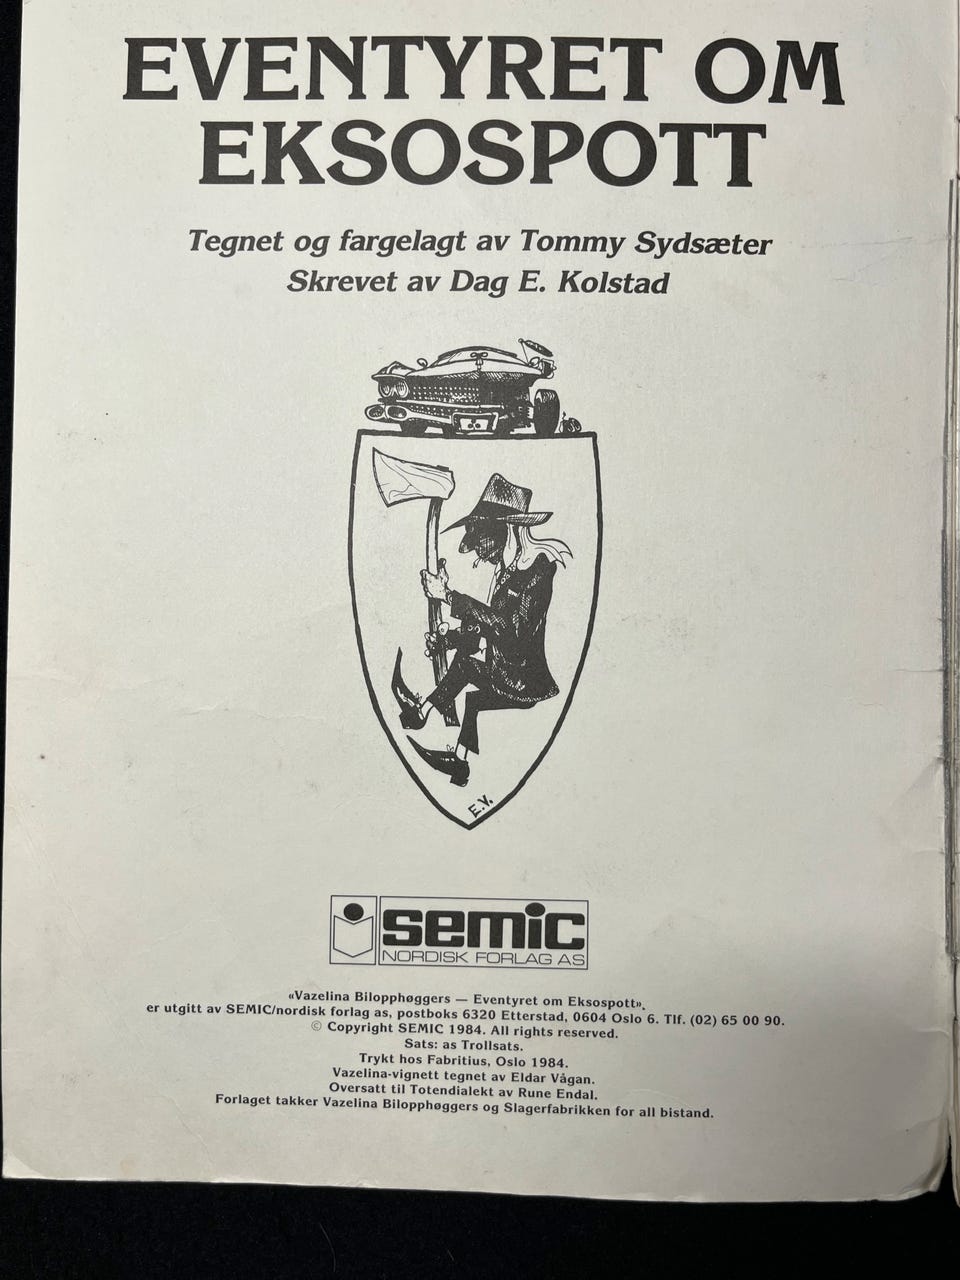 EVENTYRET OM
EKSOSPOTT
Tegnet og fargelagt av Tommy Sydsæter
Skrevet av Dag E. Kolstad
E.V.
semic
NORDISK FORLAG AS
«Vazelina Bilopphøggers — Eventyret om Eksospott».
er utgitt av SEMIC/nordisk forlag as, postboks 6320 Etterstad, 0604 Oslo 6. Tlf. (02) 65 00 90.
© Copyright SEMIC 1984. All rights reserved.
Sats: as Trollsats.
Trykt hos Fabritius, Oslo 1984.
Vazelina-vignett tegnet av Eldar Vågan.
Oversatt til Totendialekt av Rune Endal.
Forlaget takker Vazelina Bilopphøggers og Slagerfabrikken for all bistand.